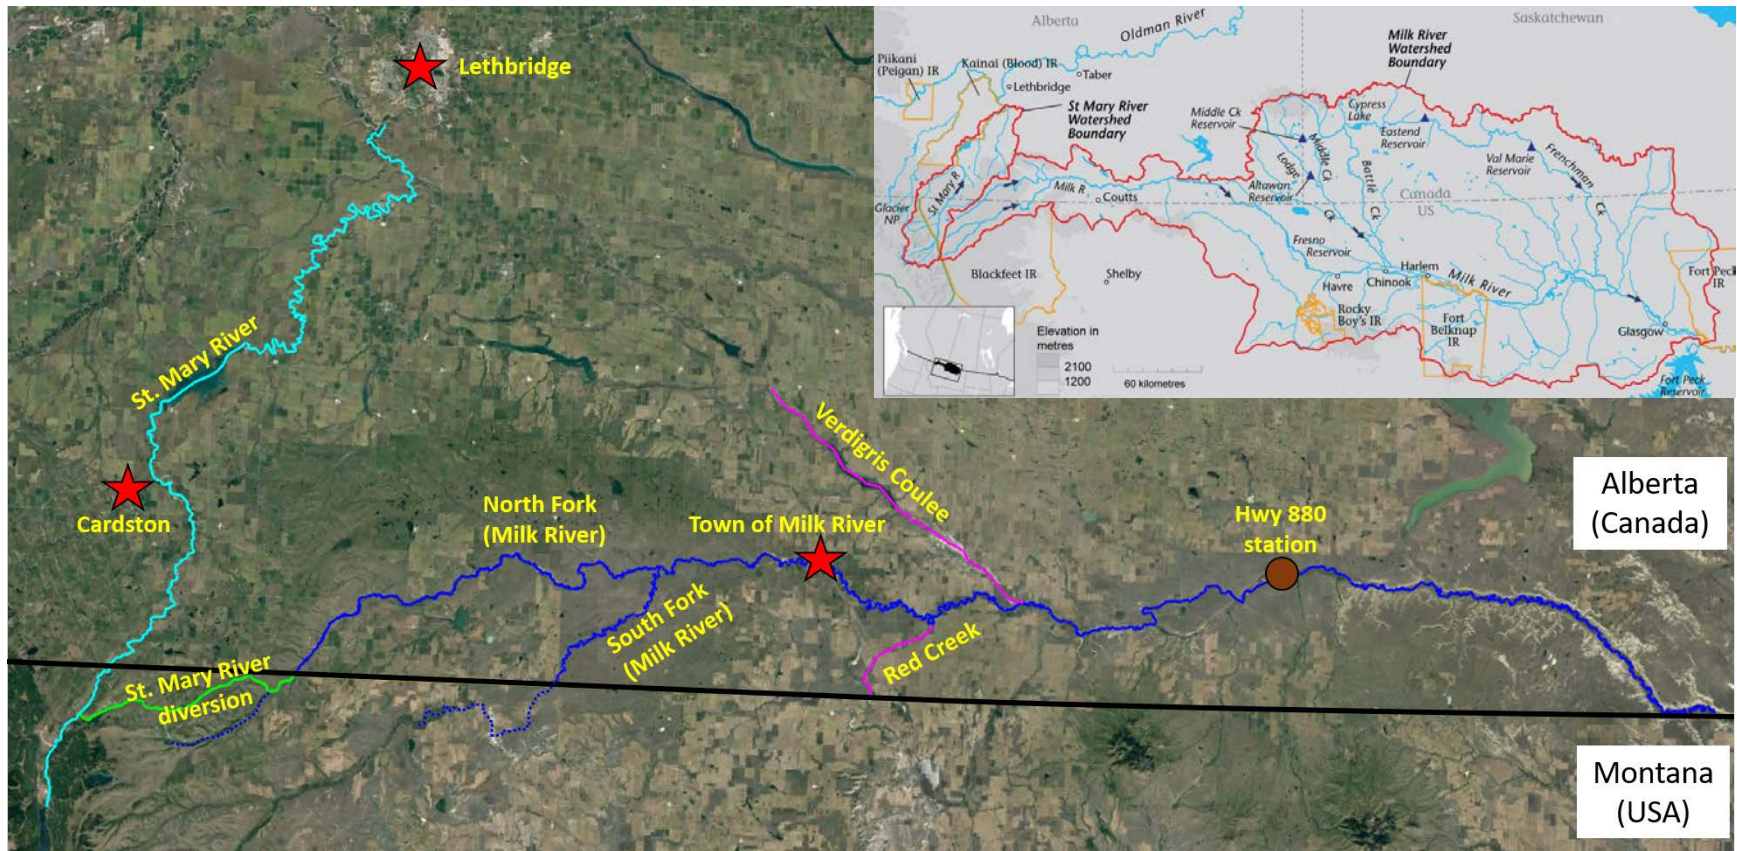 Lethbridge
St. Mary River
Cardston
North Fork
(Milk River)
Town of Milk River
Verdigris Coulee
Hwy 880
station
South Fork
(Milk River)
Red Creek
St. Mary River
diversion
Alberta
(Canada)
Montana
(USA)
Alberta
Saskatchewan
Oldman River
Piikani
(Peigan) IR
Kainai (Blood) IR
Taber
Lethbridge
St Mary River
Watershed
Boundary
Milk River
Watershed
Boundary
Middle Ck
Reservoir
Cypress
Lake
Eastend
Reservoir
Val Marie
Reservoir
Frenchman
Ck
Middle Ck
Lodge
Ck
Battle
Ck
Altawan
Reservoir
Canada
US
St Mary R
Milk R
Coutts
Glacier
NP
Blackfeet IR
Shelby
Fresno
Reservoir
Havre
Chinook
Harlem
Milk River
Rocky
Boy's IR
Fort
Belknap
IR
Glasgow
Fort Peck
IR
Fort Peck
Reservoir
Elevation in
metres
2100
1200
60 kilometres